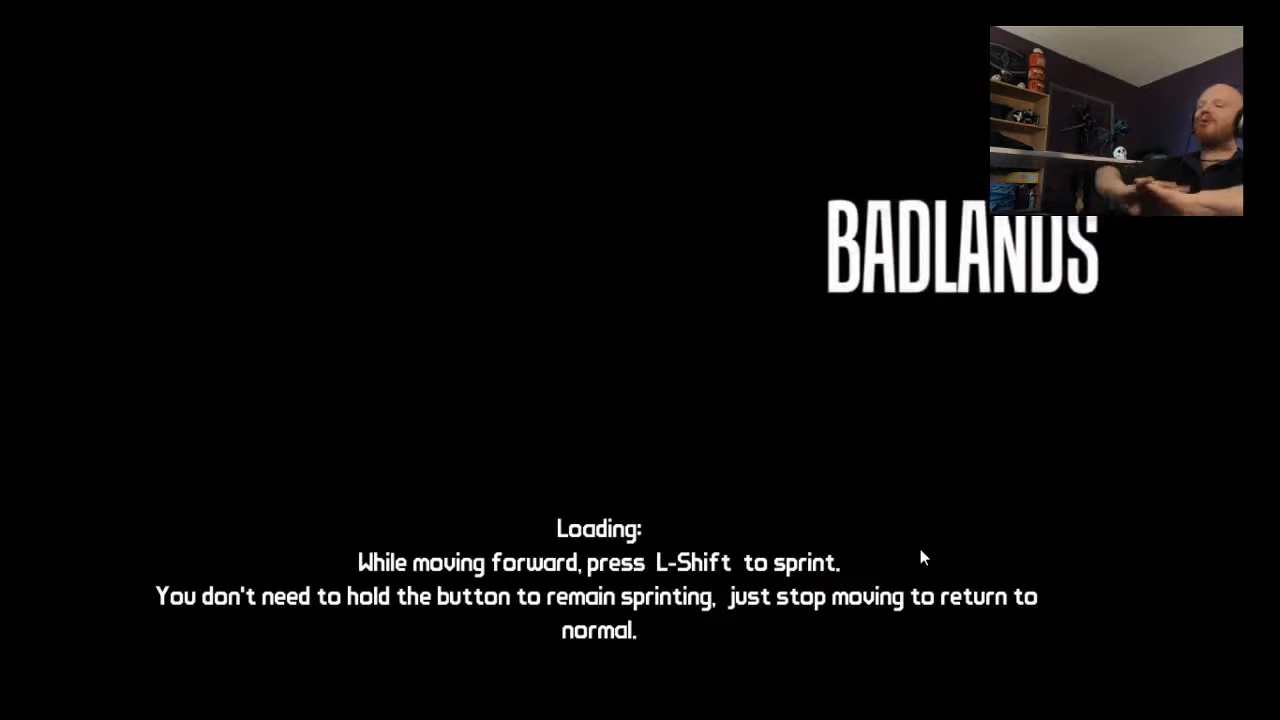 BADLANDS
Loading:
While moving forward, press L-Shift to sprint.
You don't need to hold the button to remain sprinting, just stop moving to return to
normal.